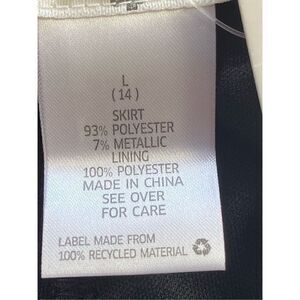 L
(14)
SKIRT
93% POLYESTER
7% METALLIC
LINING
100% POLYESTER
MADE IN CHINA
SEE OVER
FOR CARE
LABEL MADE FROM
100% RECYCLED MATERIAL